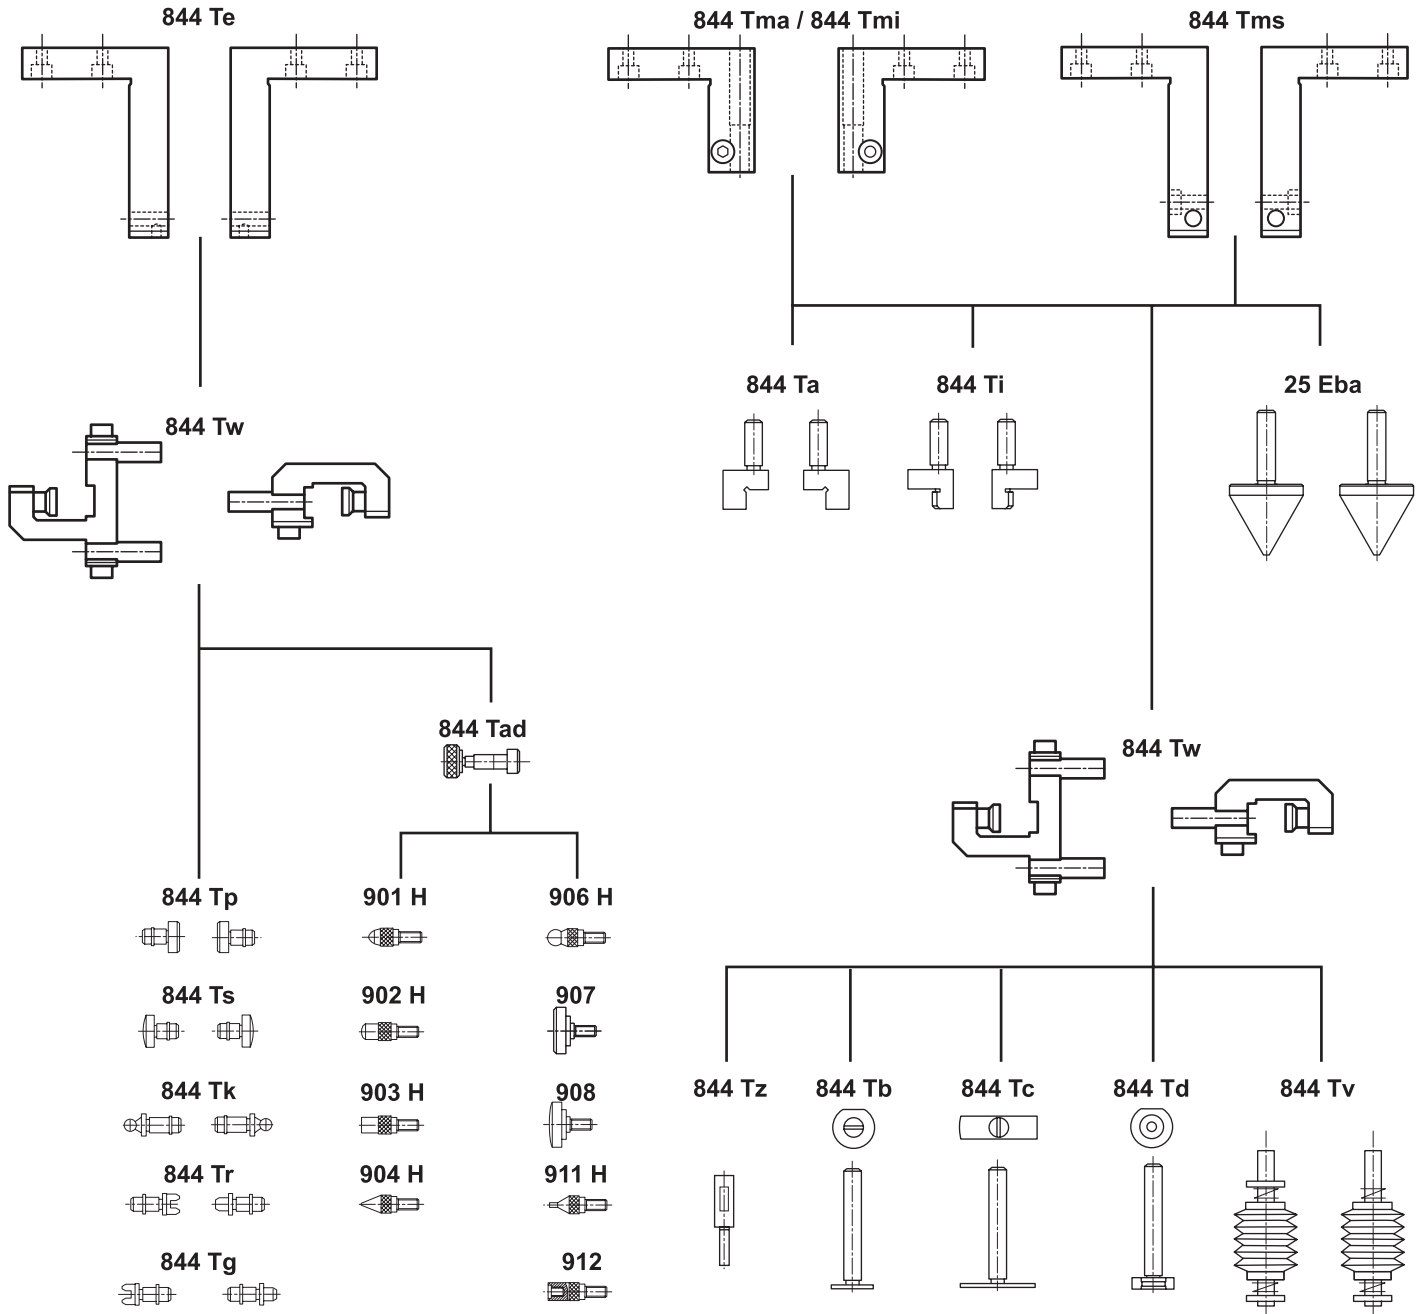 844 Te
844 Tma / 844 Tmi
844 Tms
844 Ta
844 Ti
25 Eba
844 Tw
844 Tad
844 Tw
844 Tp
901 H
906 H
844 Ts
902 H
907
844 Tk
903 H
908
844 Tz
844 Tb
844 Tc
844 Td
844 Tv
844 Tr
904 H
911 H
844 Tg
912